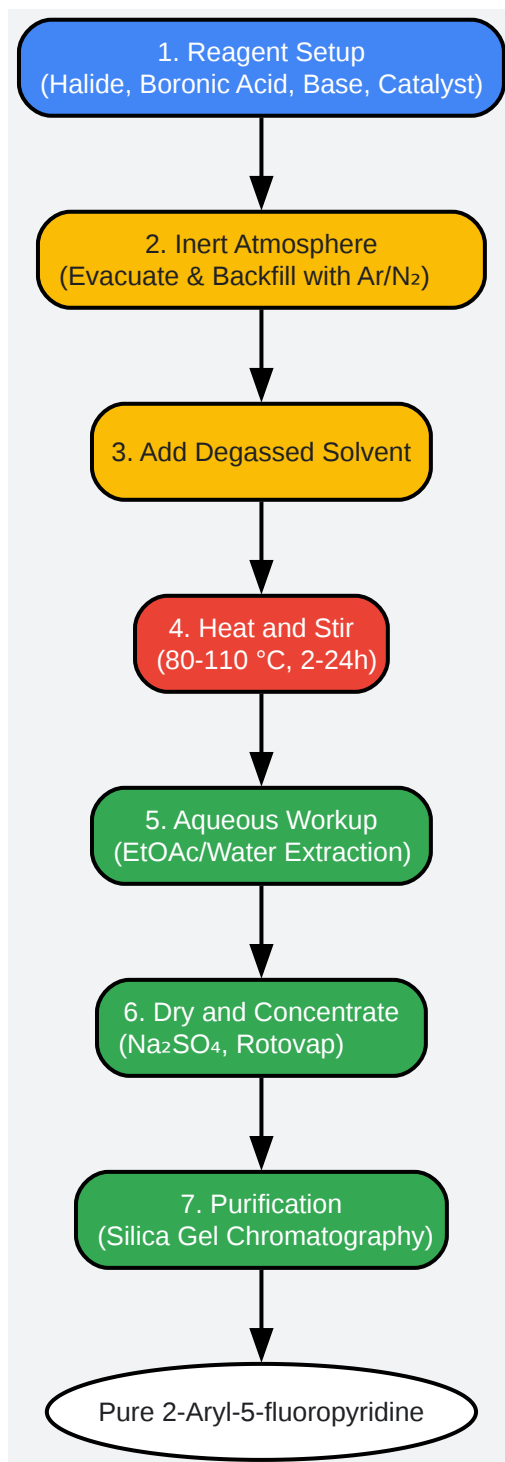 1. Reagent Setup
(Halide, Boronic Acid, Base, Catalyst)
2. Inert Atmosphere
(Evacuate & Backfill with Ar/N₂)
3. Add Degassed Solvent
4. Heat and Stir
(80-110 °C, 2-24h)
5. Aqueous Workup
(EtOAc/Water Extraction)
6. Dry and Concentrate
(Na₂SO₄, Rotovap)
7. Purification
(Silica Gel Chromatography)
Pure 2-Aryl-5-fluoropyridine